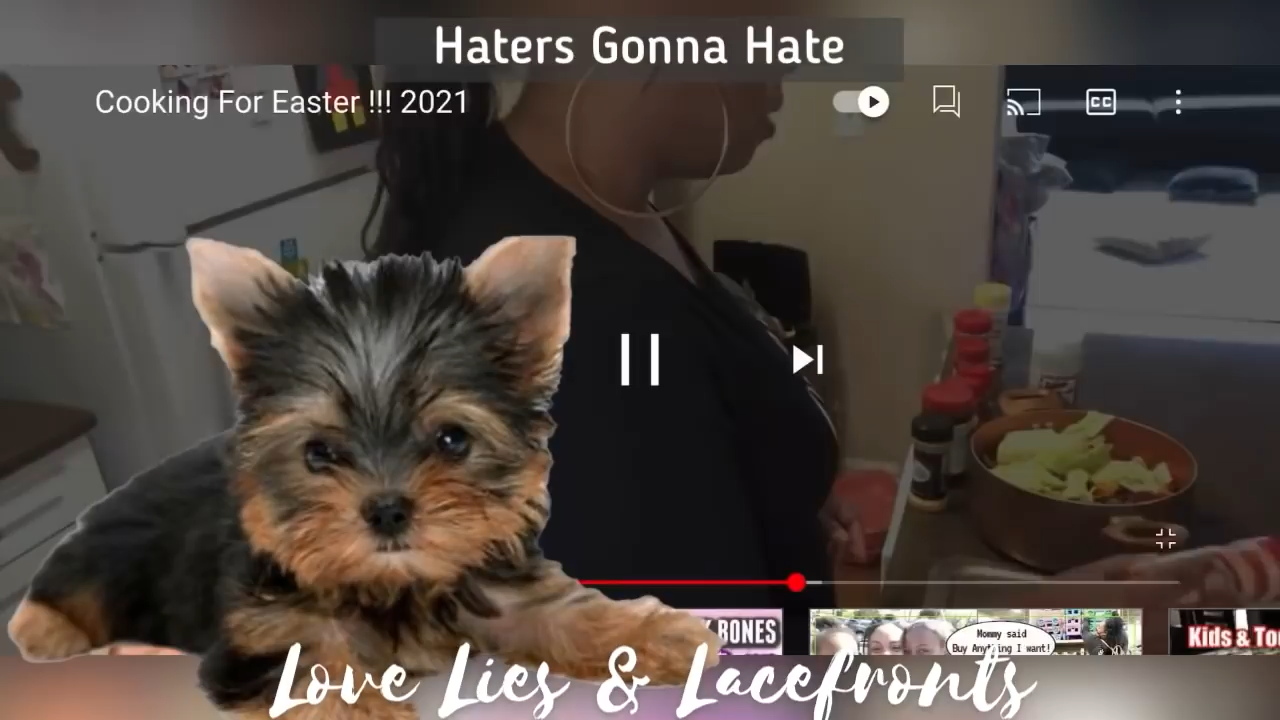 Haters Gonna Hate
Cooking For Easter !!! 2021
CC
BONES
Mommy said
Buy Anything I want!
Kids & To
Love Lies & Lacefronts